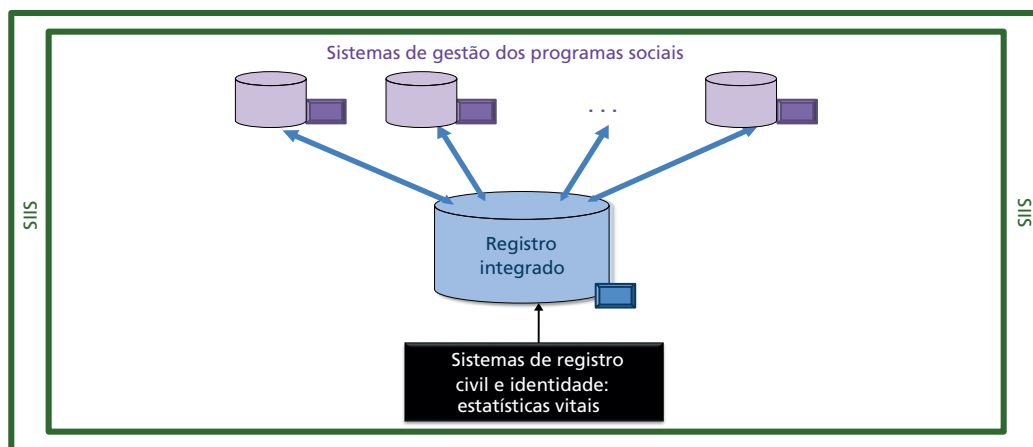 Sistemas de gestão dos programas sociais
. . .
SIIS
SIIS
Registro
integrado
Sistemas de registro
civil e identidade:
estatísticas vitais